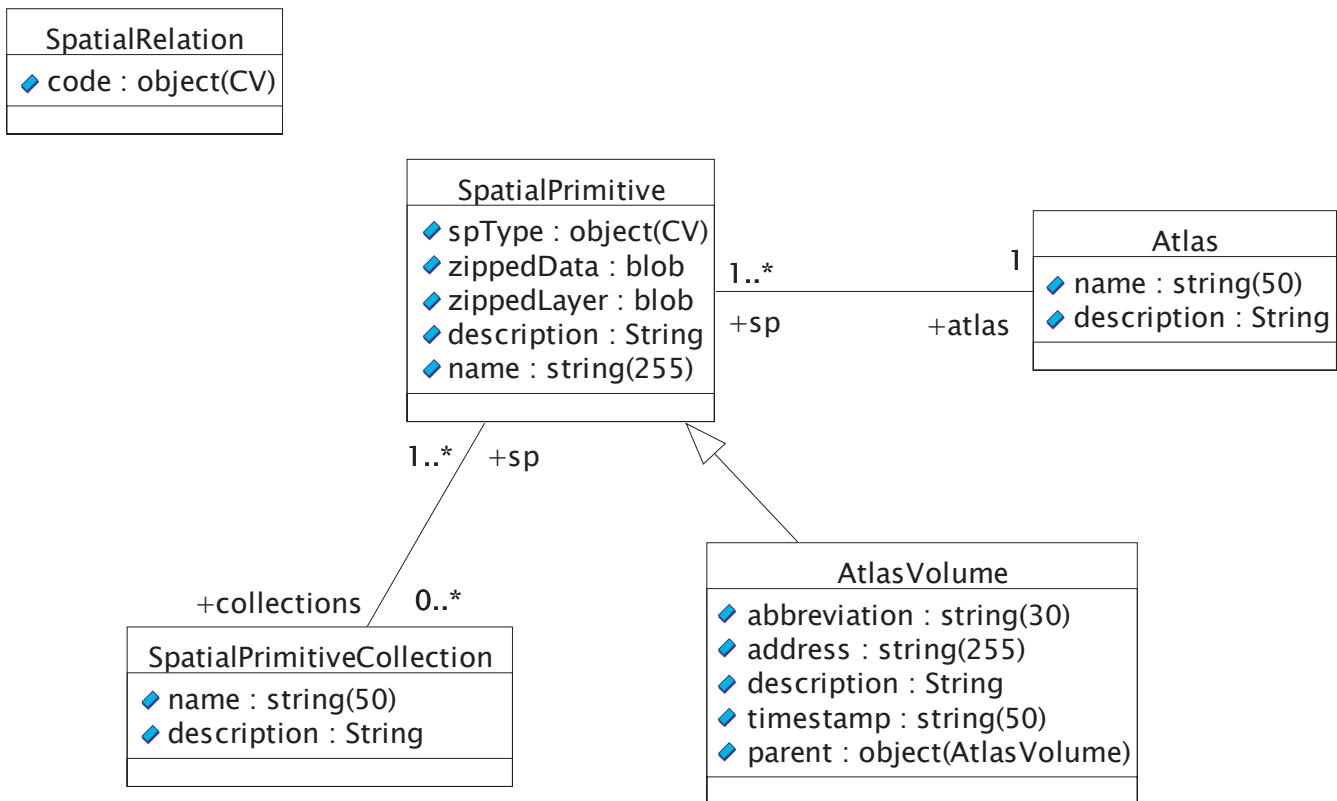 SpatialRelation
code : object(CV)
SpatialPrimitive
spType : object(CV)
zippedData : blob
zippedLayer : blob
description : String
name : string(255)
1..*
+sp
1
+atlas
Atlas
name : string(50)
description : String
1..*
+sp
+collections
0..*
SpatialPrimitiveCollection
name : string(50)
description : String
AtlasVolume
abbreviation : string(30)
address : string(255)
description : String
timestamp : string(50)
parent : object(AtlasVolume)